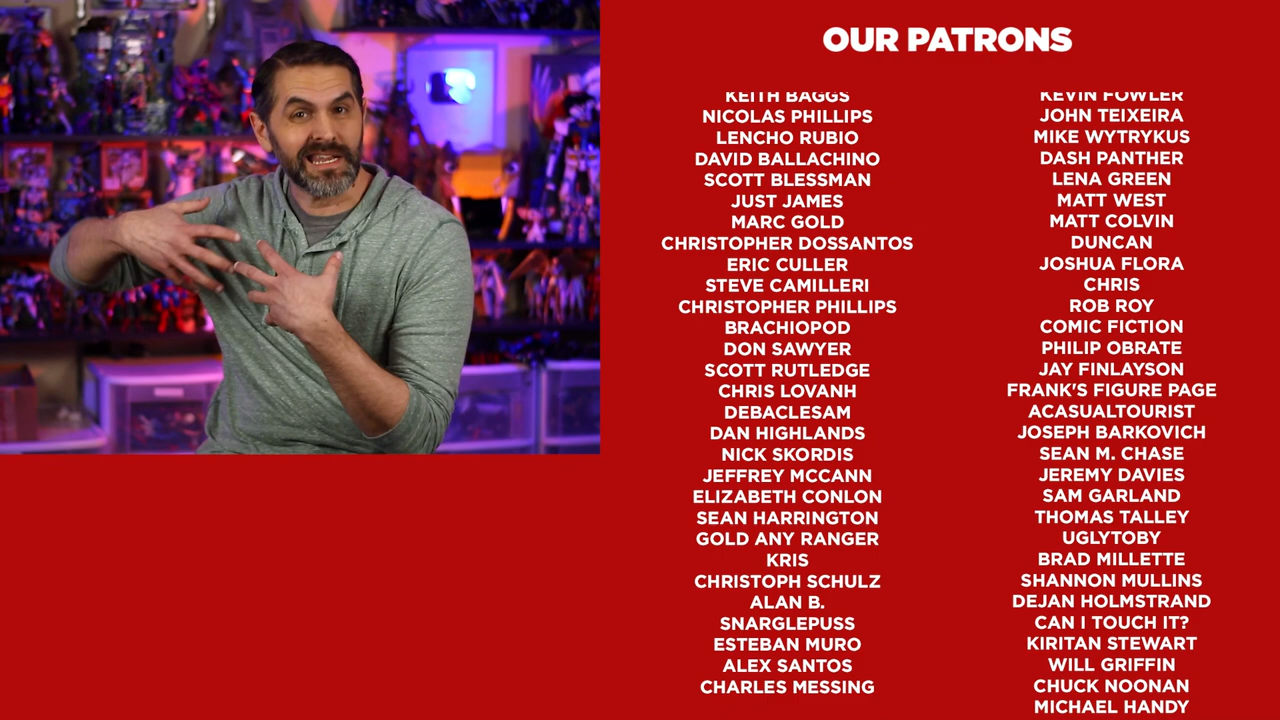 OUR PATRONS
KEITH BAGGS
NICOLAS PHILLIPS
LENCHO RUBIO
DAVID BALLACHINO
SCOTT BLESSMAN
JUST JAMES
MARC GOLD
CHRISTOPHER DOSSANTOS
ERIC CULLER
STEVE CAMILLERI
CHRISTOPHER PHILLIPS
BRACHIOPOD
DON SAWYER
SCOTT RUTLEDGE
CHRIS LOVANH
DEBACLESAM
DAN HIGHLANDS
NICK SKORDIS
JEFFREY MCCANN
ELIZABETH CONLON
SEAN HARRINGTON
GOLD ANY RANGER
KRIS
CHRISTOPH SCHULZ
ALAN B.
SNARGLEPUSS
ESTEBAN MURO
ALEX SANTOS
CHARLES MESSING
KEVIN FOWLER
JOHN TEIXEIRA
MIKE WYTRYKUS
DASH PANTHER
LENA GREEN
MATT WEST
MATT COLVIN
DUNCAN
JOSHUA FLORA
CHRIS
ROB ROY
COMIC FICTION
PHILIP OBRATE
JAY FINLAYSON
FRANK'S FIGURE PAGE
ACASUALTOURIST
JOSEPH BARKOVICH
SEAN M. CHASE
JEREMY DAVIES
SAM GARLAND
THOMAS TALLEY
UGLYTOBY
BRAD MILLETTE
SHANNON MULLINS
DEJAN HOLMSTRAND
CAN I TOUCH IT?
KIRITAN STEWART
WILL GRIFFIN
CHUCK NOONAN
MICHAEL HANDY